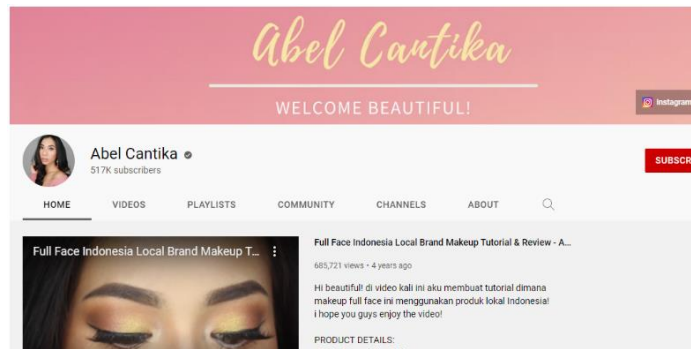 Abel Cantika
WELCOME BEAUTIFUL!
Instagram
Abel Cantika
517K subscribers
SUBSCR
HOME VIDEOS PLAYLISTS COMMUNITY CHANNELS ABOUT
Full Face Indonesia Local Brand Makeup T...
Full Face Indonesia Local Brand Makeup Tutorial & Review - A...
685,721 views • 4 years ago
Hi beautiful! di video kali ini aku membuat tutorial dimana
makeup full face ini menggunakan produk lokal Indonesia!
i hope you guys enjoy the video!
PRODUCT DETAILS: